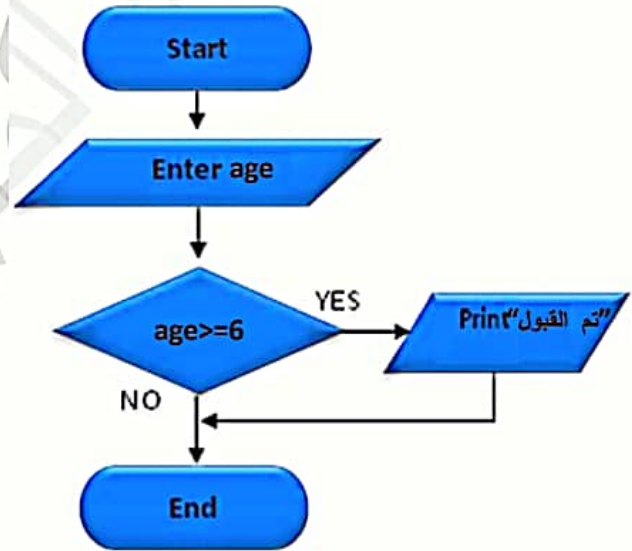 Start
Enter age
age>=6
YES
Print"تم القبول"
NO
End